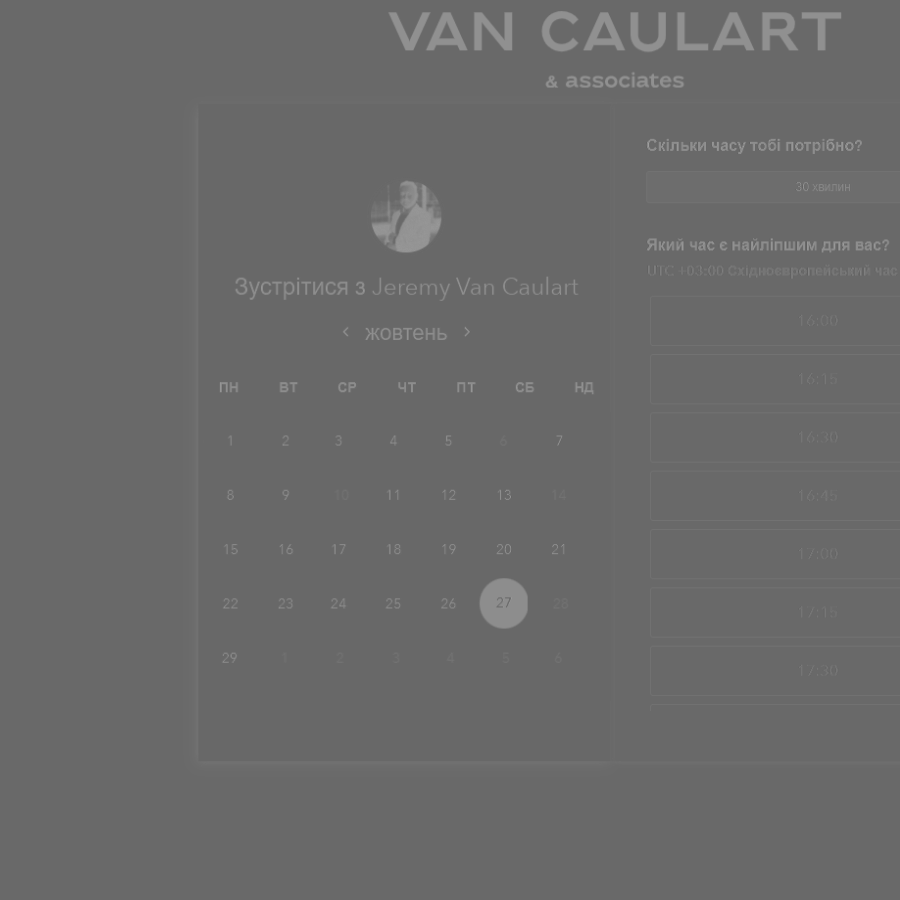 VAN CAULART
& associates
Зустрітися з Jeremy Van Caulart
‹ жовтень ›
ПН ВТ СР ЧТ ПТ СБ НД
1 2 3 4 5 6 7
8 9 10 11 12 13 14
15 16 17 18 19 20 21
22 23 24 25 26 27 28
29 1 2 3 4 5 6
Скільки часу тобі потрібно?
30 хвилин
Який час є найліпшим для вас?
UTC +03:00 Східноєвропейський час
16:00
16:15
16:30
16:45
17:00
17:15
17:30